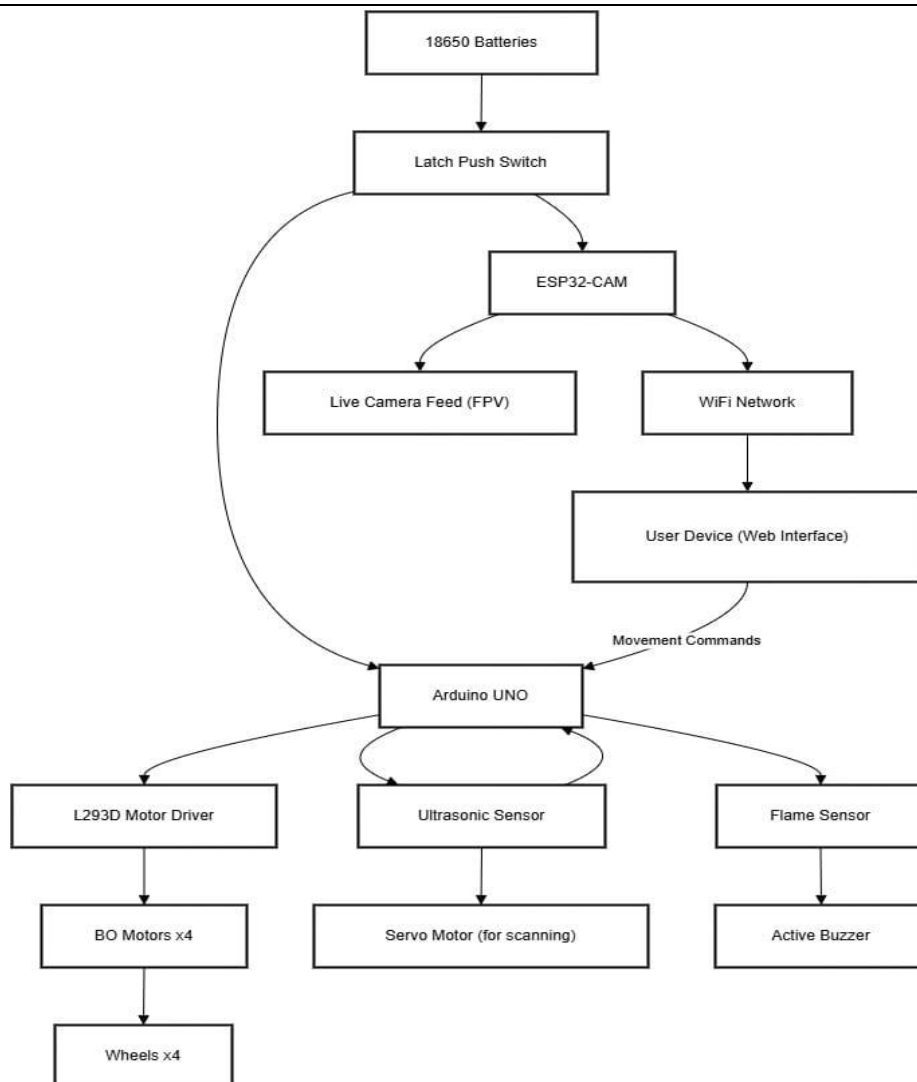 18650 Batteries
Latch Push Switch
ESP32-CAM
Live Camera Feed (FPV)
WiFi Network
User Device (Web Interface)
Movement Commands
Arduino UNO
L293D Motor Driver
Ultrasonic Sensor
Flame Sensor
BO Motors x4
Servo Motor (for scanning)
Active Buzzer
Wheels x4